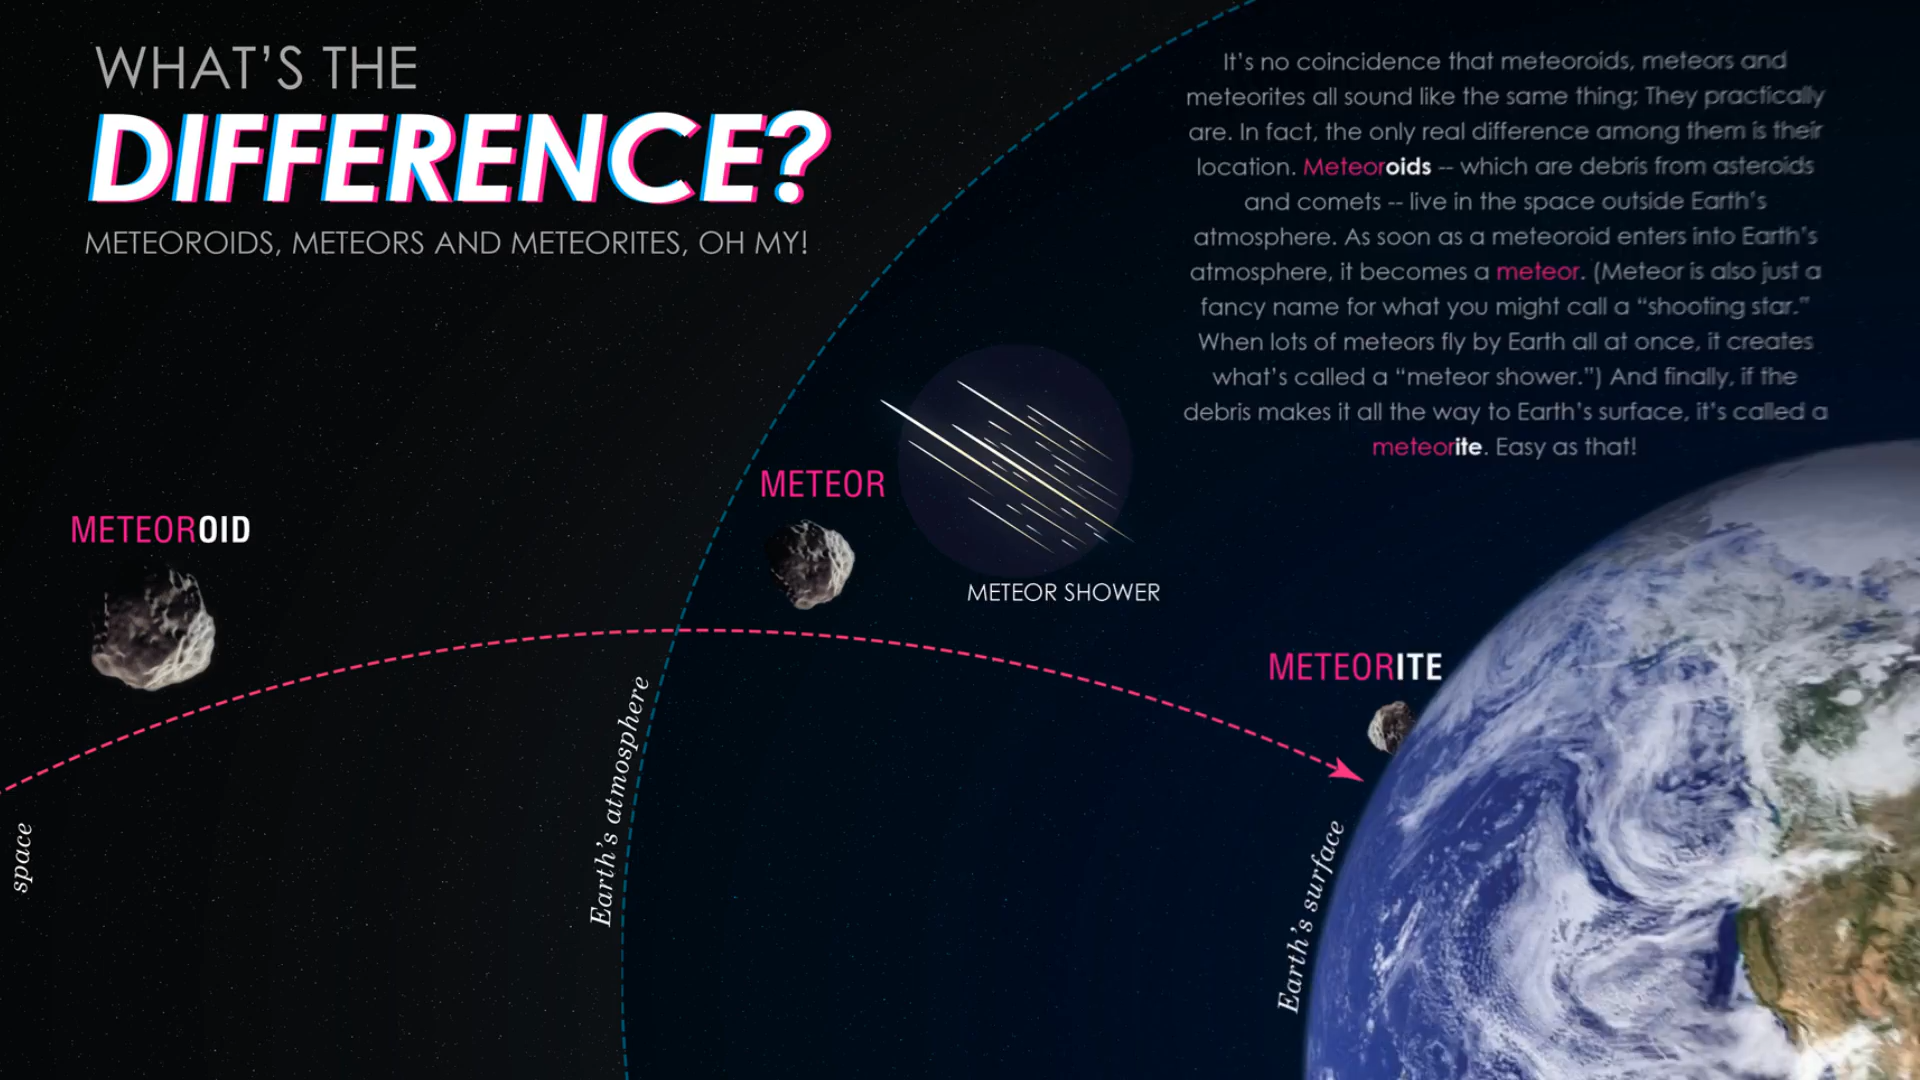 WHAT'S THE
DIFFERENCE?
METEOROIDS, METEORS AND METEORITES, OH MY!
It's no coincidence that meteoroids, meteors and
meteorites all sound like the same thing; They practically
are. In fact, the only real difference among them is their
location. Meteoroids -- which are debris from asteroids
and comets -- live in the space outside Earth's
atmosphere. As soon as a meteoroid enters into Earth's
atmosphere, it becomes a meteor. (Meteor is also just a
fancy name for what you might call a “shooting star.”
When lots of meteors fly by Earth all at once, it creates
what's called a “meteor shower.”) And finally, if the
debris makes it all the way to Earth's surface, it's called a
meteorite. Easy as that!
METEOROID
METEOR
METEOR SHOWER
METEORITE
space
Earth's atmosphere
Earth's surface